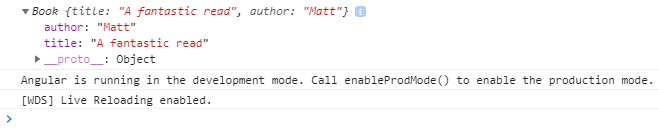 Book {title: "A fantastic read", author: "Matt"} i
author: "Matt"
title: "A fantastic read"
__proto__: Object
Angular is running in the development mode. Call enableProdMode() to enable the production mode.
[WDS] Live Reloading enabled.